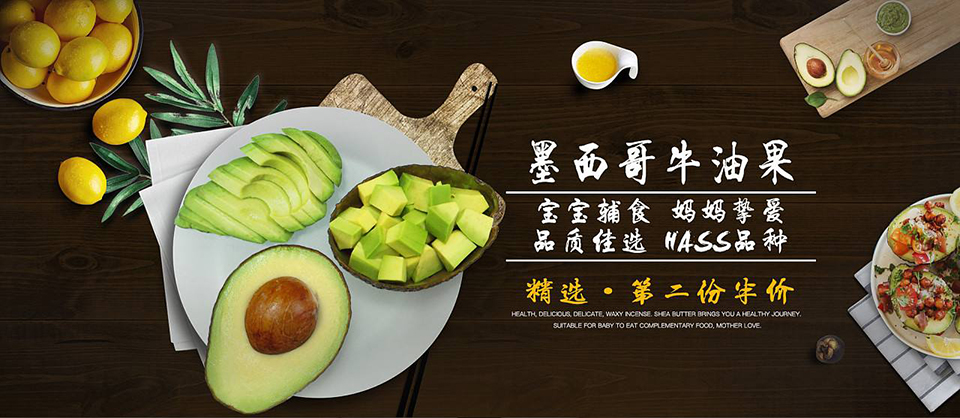 墨西哥牛油果
宝宝辅食 妈妈挚爱
品质佳选 HASS品种
精选·第二份半价
HEALTH, DELICIOUS, DELICATE, WAXY INCENSE. SHEA BUTTER BRINGS YOU A HEALTHY JOURNEY.
SUITABLE FOR BABY TO EAT COMPLEMENTARY FOOD, MOTHER LOVE.